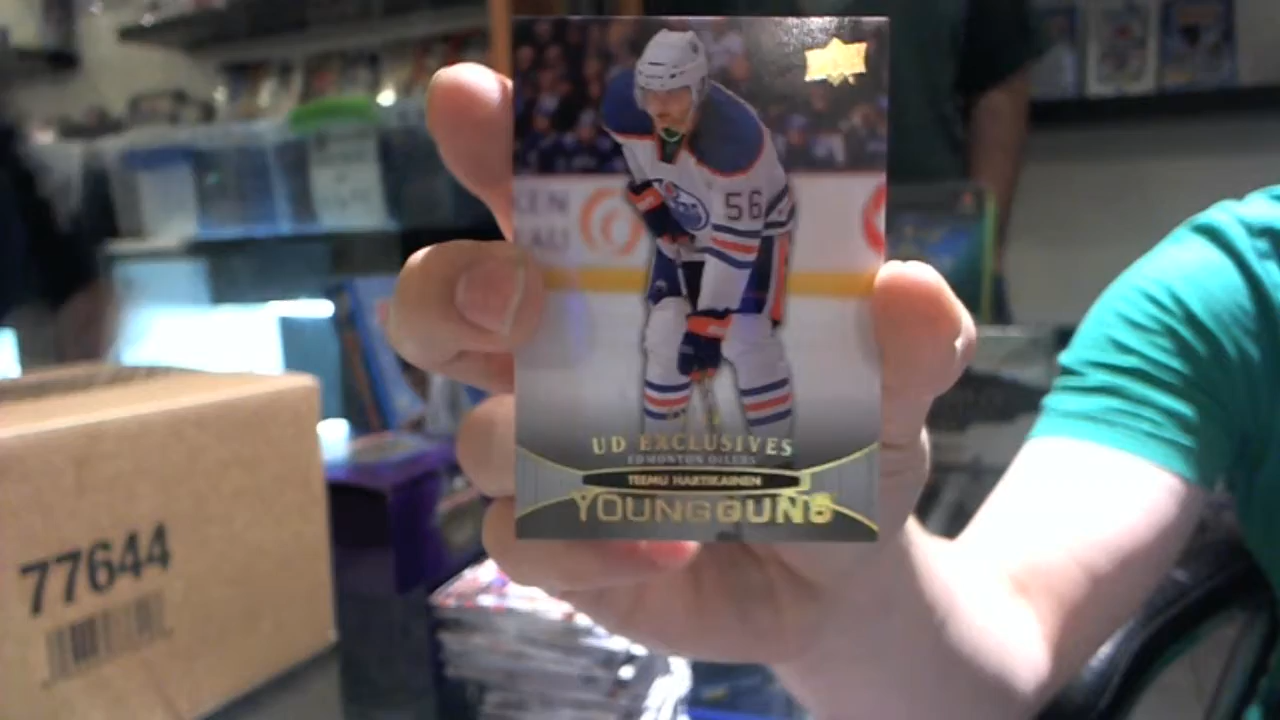 56
UD EXCLUSIVES
EDMONTON OILERS
TEEMU HARTIKAINEN
YOUNG GUNS
77644